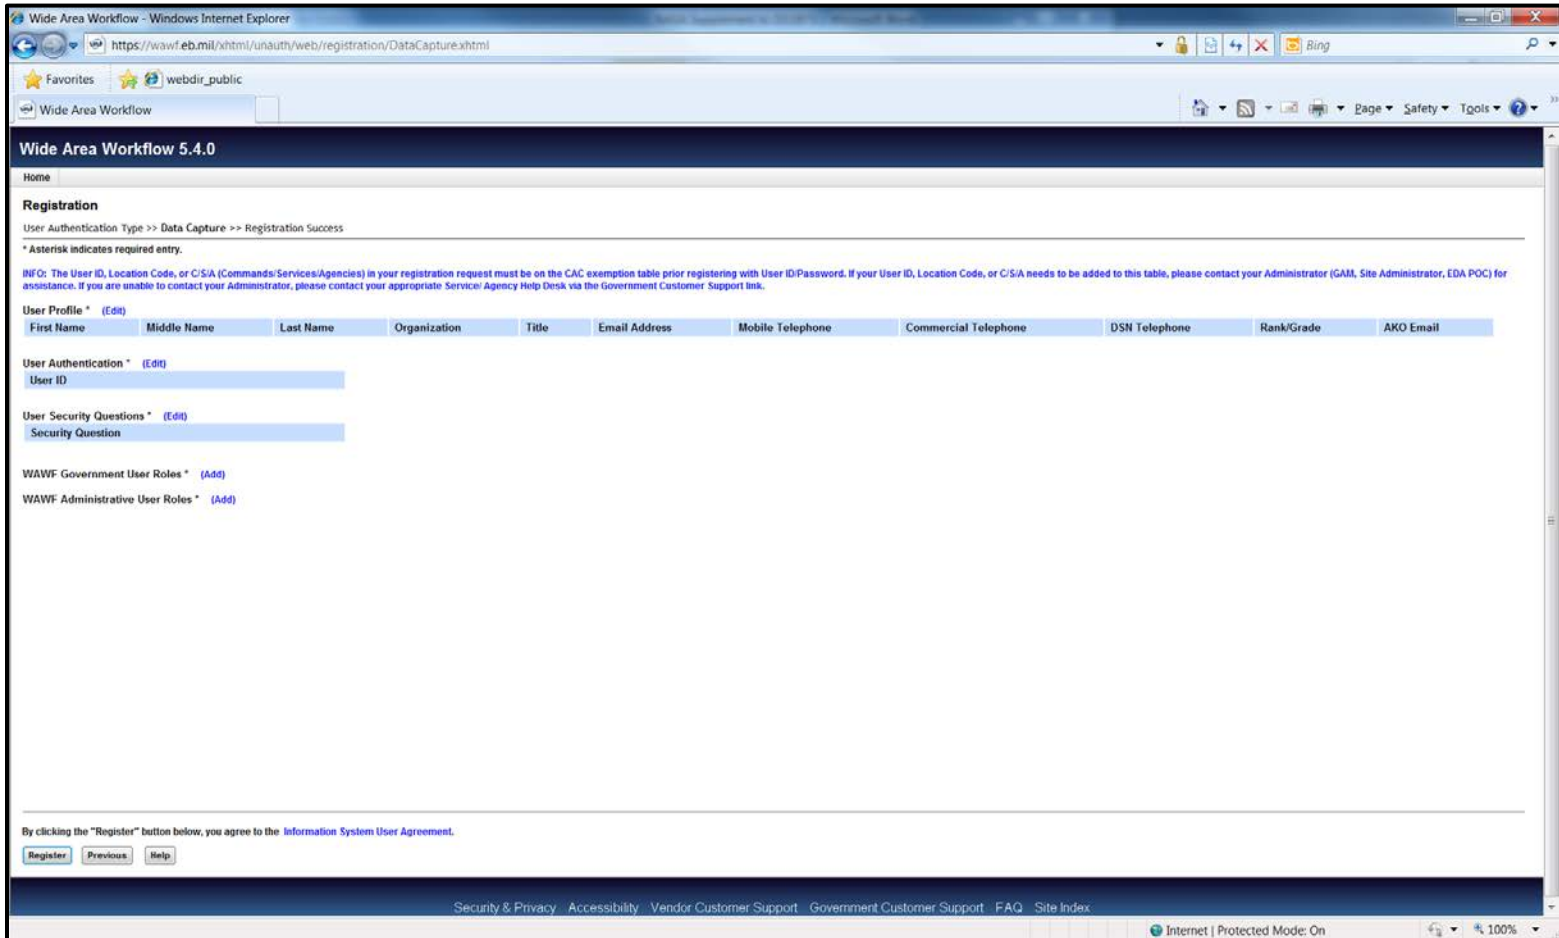 Wide Area Workflow - Windows Internet Explorer
https://wawf.eb.mil/xhtml/unauth/web/registration/DataCapture.xhtml
Bing
Favorites webdir_public
Wide Area Workflow
Page Safety Tools
Wide Area Workflow 5.4.0
Home
Registration
User Authentication Type >> Data Capture >> Registration Success
* Asterisk indicates required entry.
INFO: The User ID, Location Code, or C/S/A (Commands/Services/Agencies) in your registration request must be on the CAC exemption table prior registering with User ID/Password. If your User ID, Location Code, or C/S/A needs to be added to this table, please contact your Administrator (GAM, Site Administrator, EDA POC) for
assistance. If you are unable to contact your Administrator, please contact your appropriate Service/ Agency Help Desk via the Government Customer Support link.
User Profile * (Edit)
First Name Middle Name Last Name Organization Title Email Address Mobile Telephone Commercial Telephone DSN Telephone Rank/Grade AKO Email
User Authentication * (Edit)
User ID
User Security Questions * (Edit)
Security Question
WAWF Government User Roles * (Add)
WAWF Administrative User Roles * (Add)
By clicking the "Register" button below, you agree to the Information System User Agreement.
Register Previous Help
Security & Privacy Accessibility Vendor Customer Support Government Customer Support FAQ Site Index
Internet | Protected Mode: On 100%